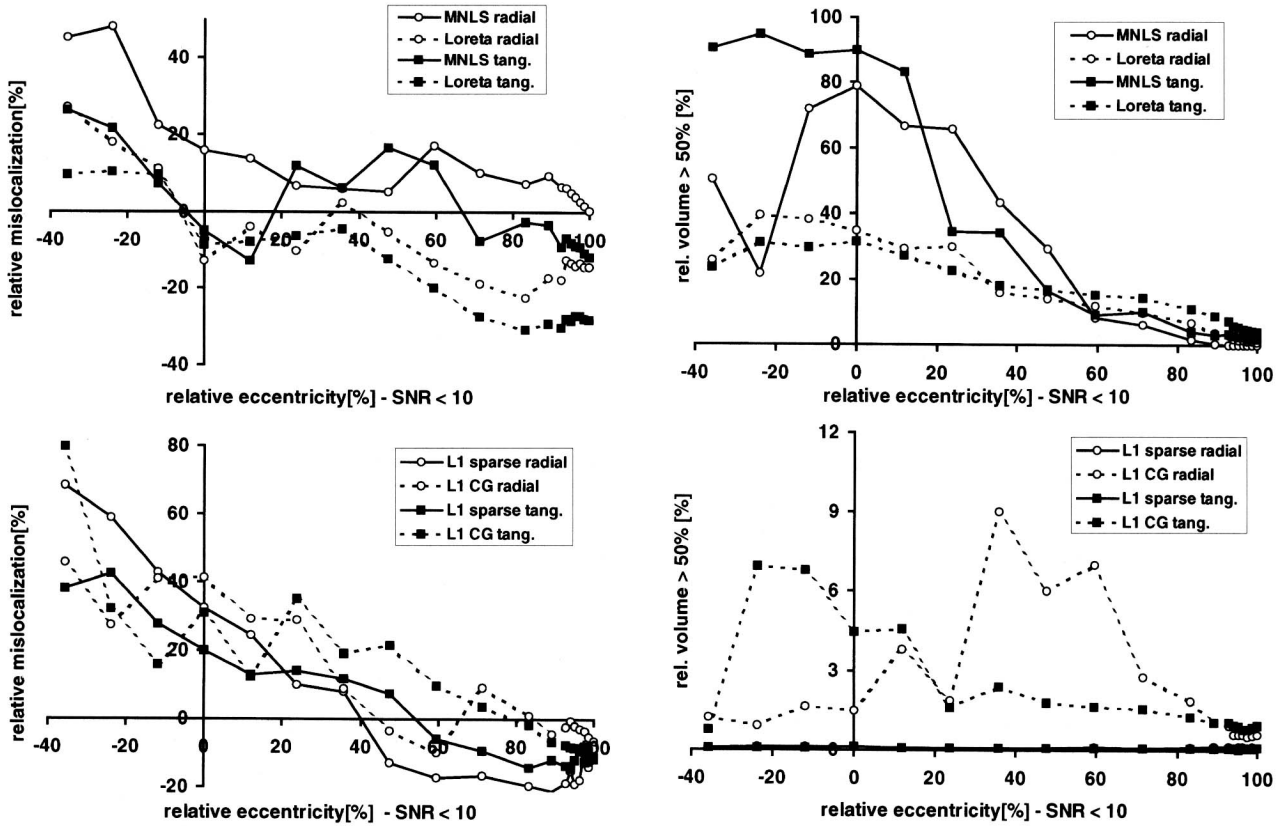 relative mislocalization[%]
40
20
0
-20
-40
-40
-20
0
20
40
60
80
100
MNLS radial
Loreta radial
MNLS tang.
Loreta tang.
relative eccentricity[%] - SNR < 10
rel. volume > 50% [%]
100
80
60
40
20
0
-40
-20
0
20
40
60
80
100
MNLS radial
Loreta radial
MNLS tang.
Loreta tang.
relative eccentricity[%] - SNR < 10
relative mislocalization[%]
80
60
40
20
0
-20
-40
-20
0
20
40
60
80
100
L1 sparse radial
L1 CG radial
L1 sparse tang.
L1 CG tang.
relative eccentricity[%] - SNR < 10
rel. volume > 50% [%]
12
9
6
3
0
-40
-20
0
20
40
60
80
100
L1 sparse radial
L1 CG radial
L1 sparse tang.
L1 CG tang.
relative eccentricity[%] - SNR < 10